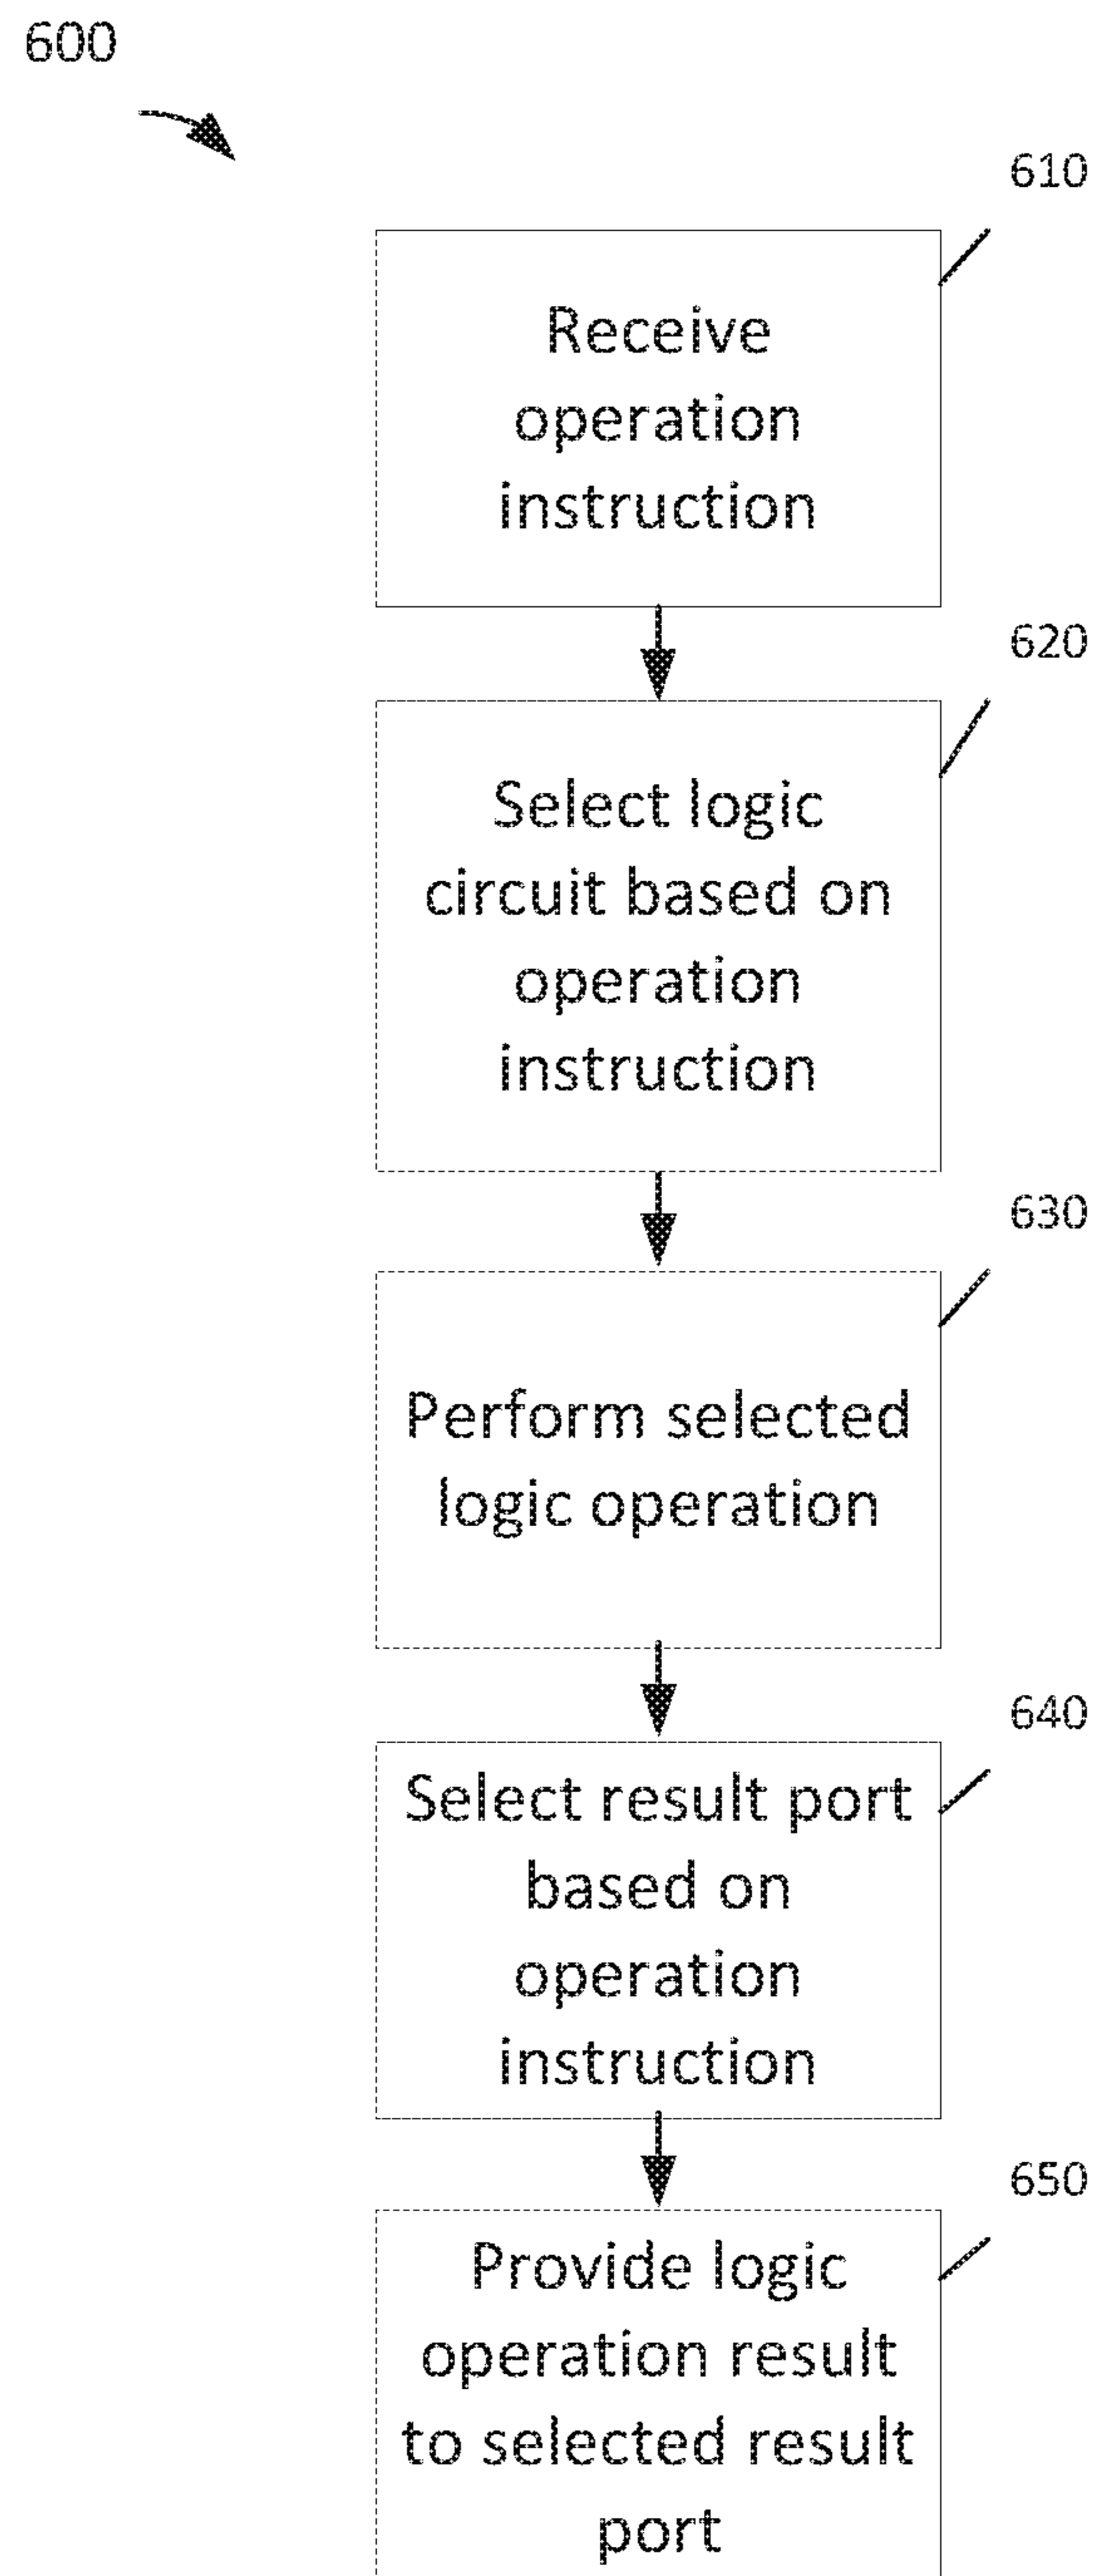 600
610
Receive
operation
instruction
620
Select logic
circuit based on
operation
instruction
630
Perform selected
logic operation
640
Select result port
based on
operation
instruction
650
Provide logic
operation result
to selected result
port